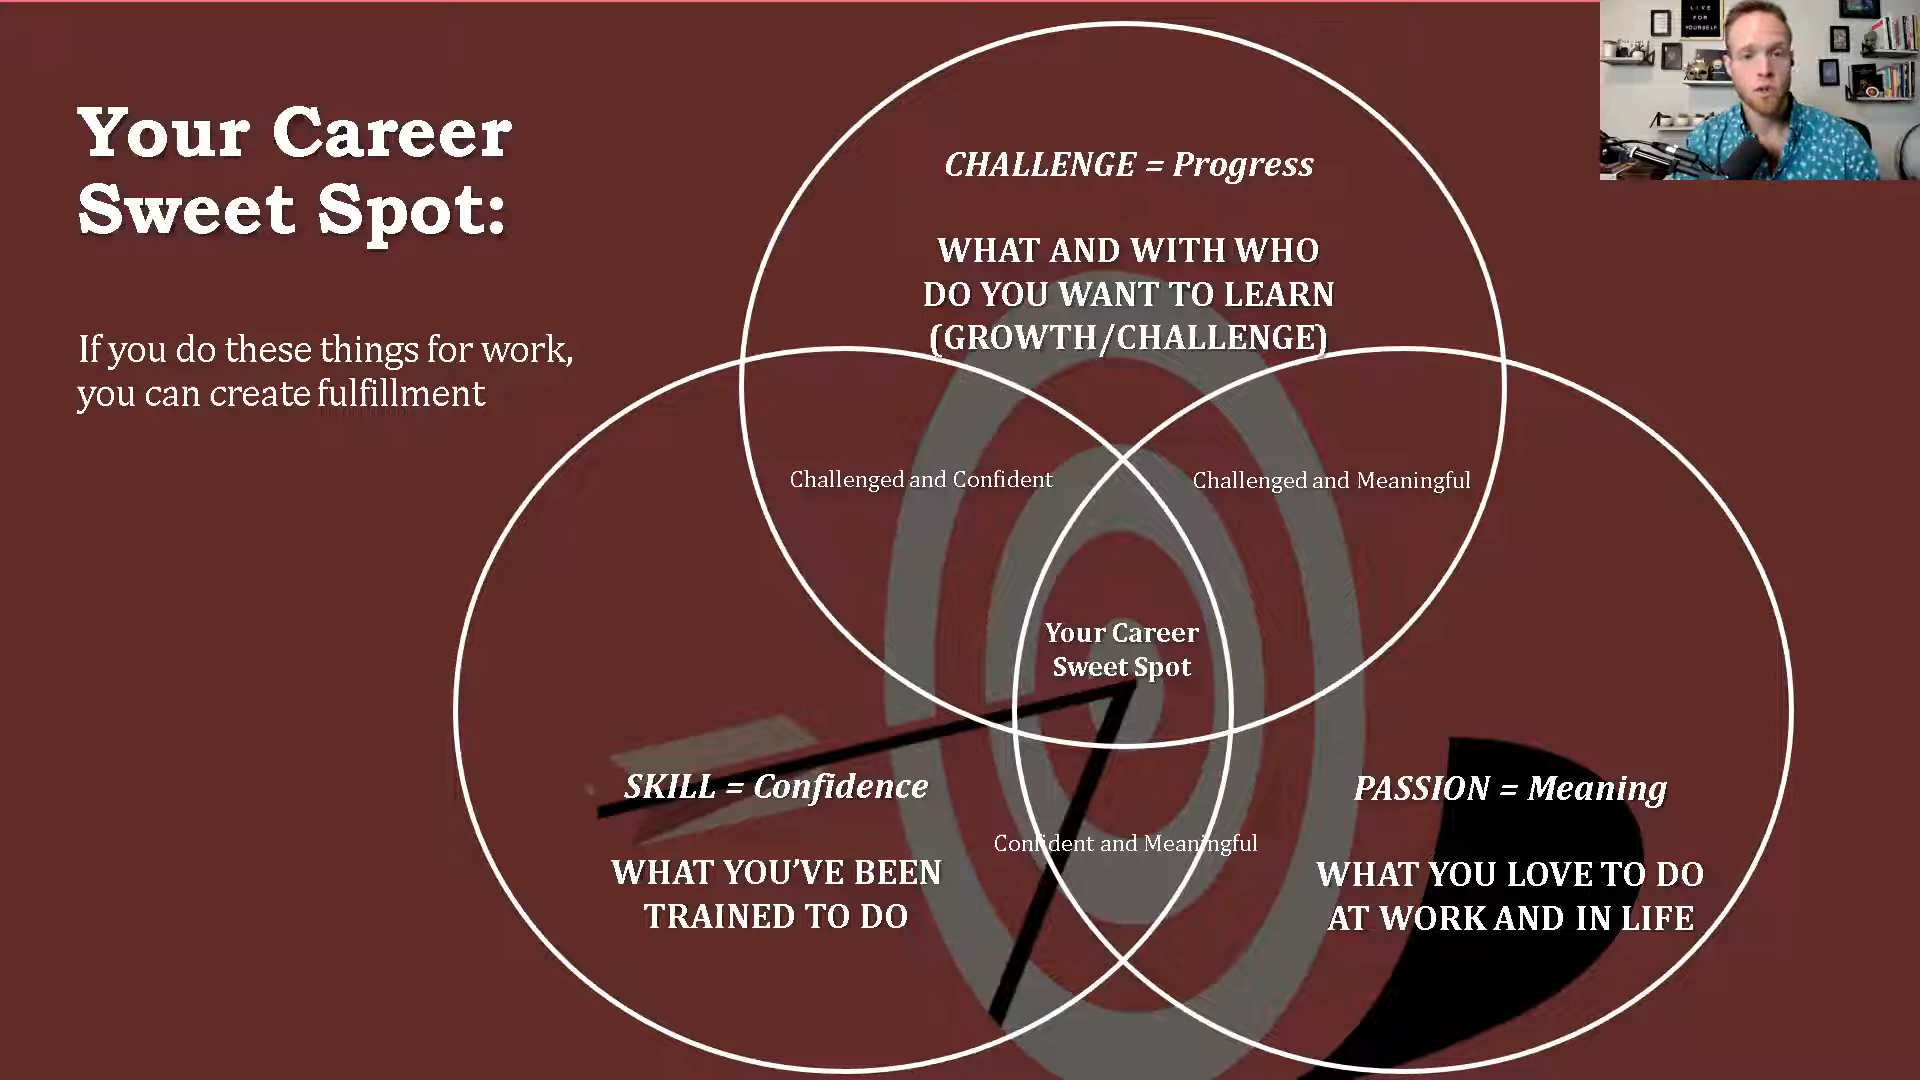 Your Career
Sweet Spot:
If you do these things for work,
you can create fulfillment
CHALLENGE = Progress
WHAT AND WITH WHO
DO YOU WANT TO LEARN
(GROWTH/CHALLENGE)
Challenged and Confident
Challenged and Meaningful
Your Career
Sweet Spot
SKILL = Confidence
WHAT YOU'VE BEEN
TRAINED TO DO
Confident and Meaningful
PASSION = Meaning
WHAT YOU LOVE TO DO
AT WORK AND IN LIFE
LIVE
FOR
YOURSELF